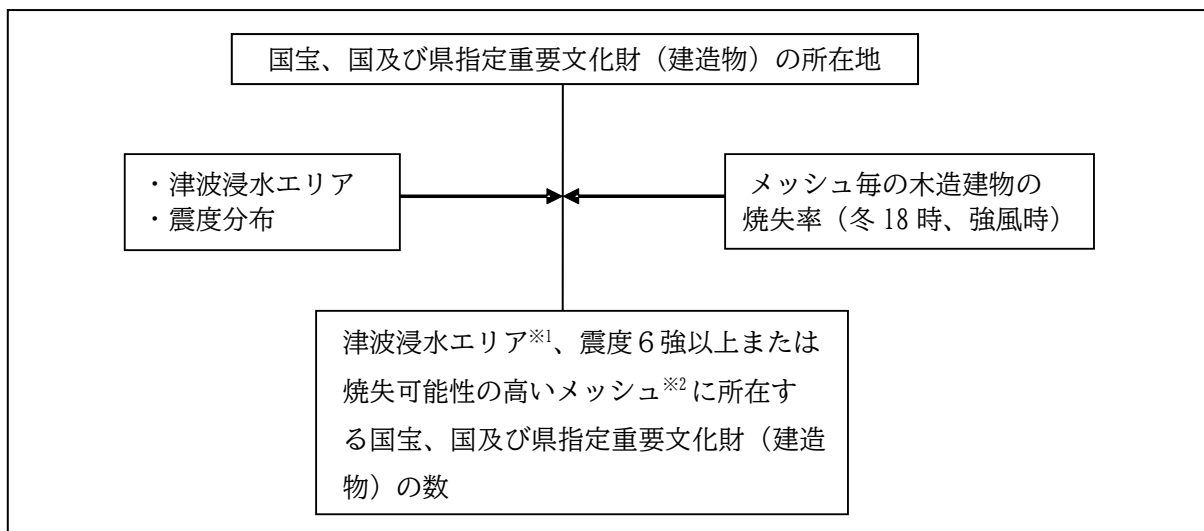 国宝、国及び県指定重要文化財（建造物）の所在地
・津波浸水エリア
・震度分布
メッシュ毎の木造建物の
焼失率（冬 18 時、強風時）
津波浸水エリア※1、震度６強以上または
焼失可能性の高いメッシュ※2に所在す
る国宝、国及び県指定重要文化財（建造
物）の数